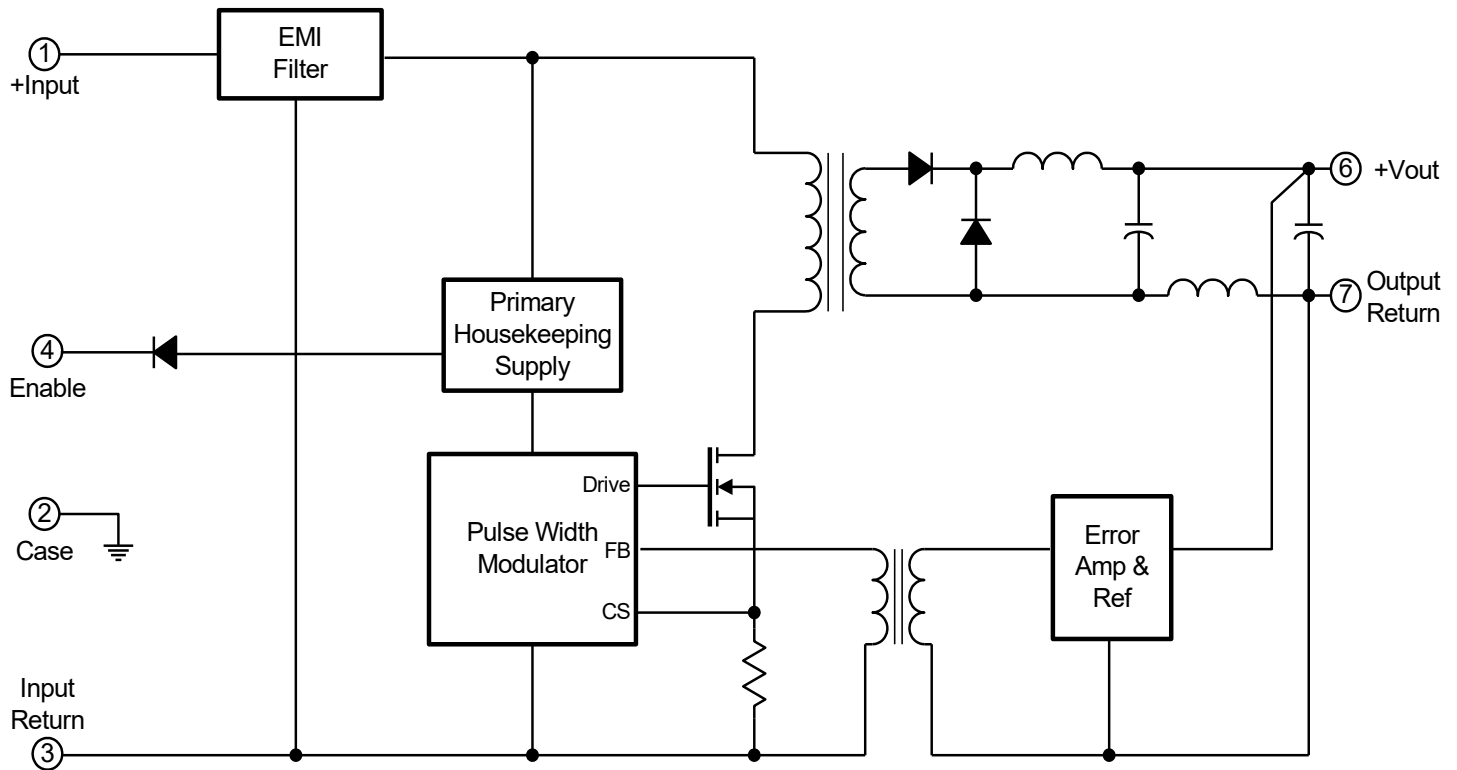 1
+Input
EMI
Filter
6
+Vout
7
Output
Return
Primary
Housekeeping
Supply
4
Enable
Drive
Pulse Width
Modulator
FB
CS
2
Case
Error
Amp &
Ref
Input
Return
3